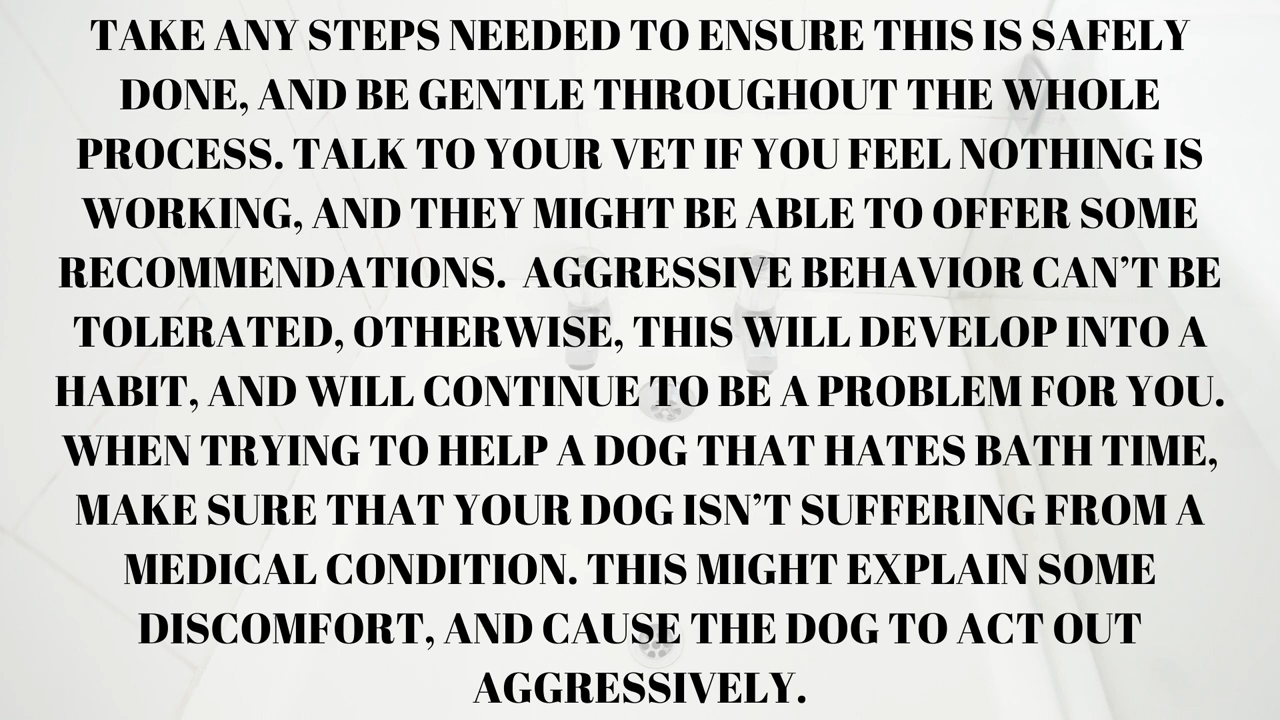 TAKE ANY STEPS NEEDED TO ENSURE THIS IS SAFELY
DONE, AND BE GENTLE THROUGHOUT THE WHOLE
PROCESS. TALK TO YOUR VET IF YOU FEEL NOTHING IS
WORKING, AND THEY MIGHT BE ABLE TO OFFER SOME
RECOMMENDATIONS.  AGGRESSIVE BEHAVIOR CAN’T BE
TOLERATED, OTHERWISE, THIS WILL DEVELOP INTO A
HABIT, AND WILL CONTINUE TO BE A PROBLEM FOR YOU.
WHEN TRYING TO HELP A DOG THAT HATES BATH TIME,
MAKE SURE THAT YOUR DOG ISN’T SUFFERING FROM A
MEDICAL CONDITION. THIS MIGHT EXPLAIN SOME
DISCOMFORT, AND CAUSE THE DOG TO ACT OUT
AGGRESSIVELY.